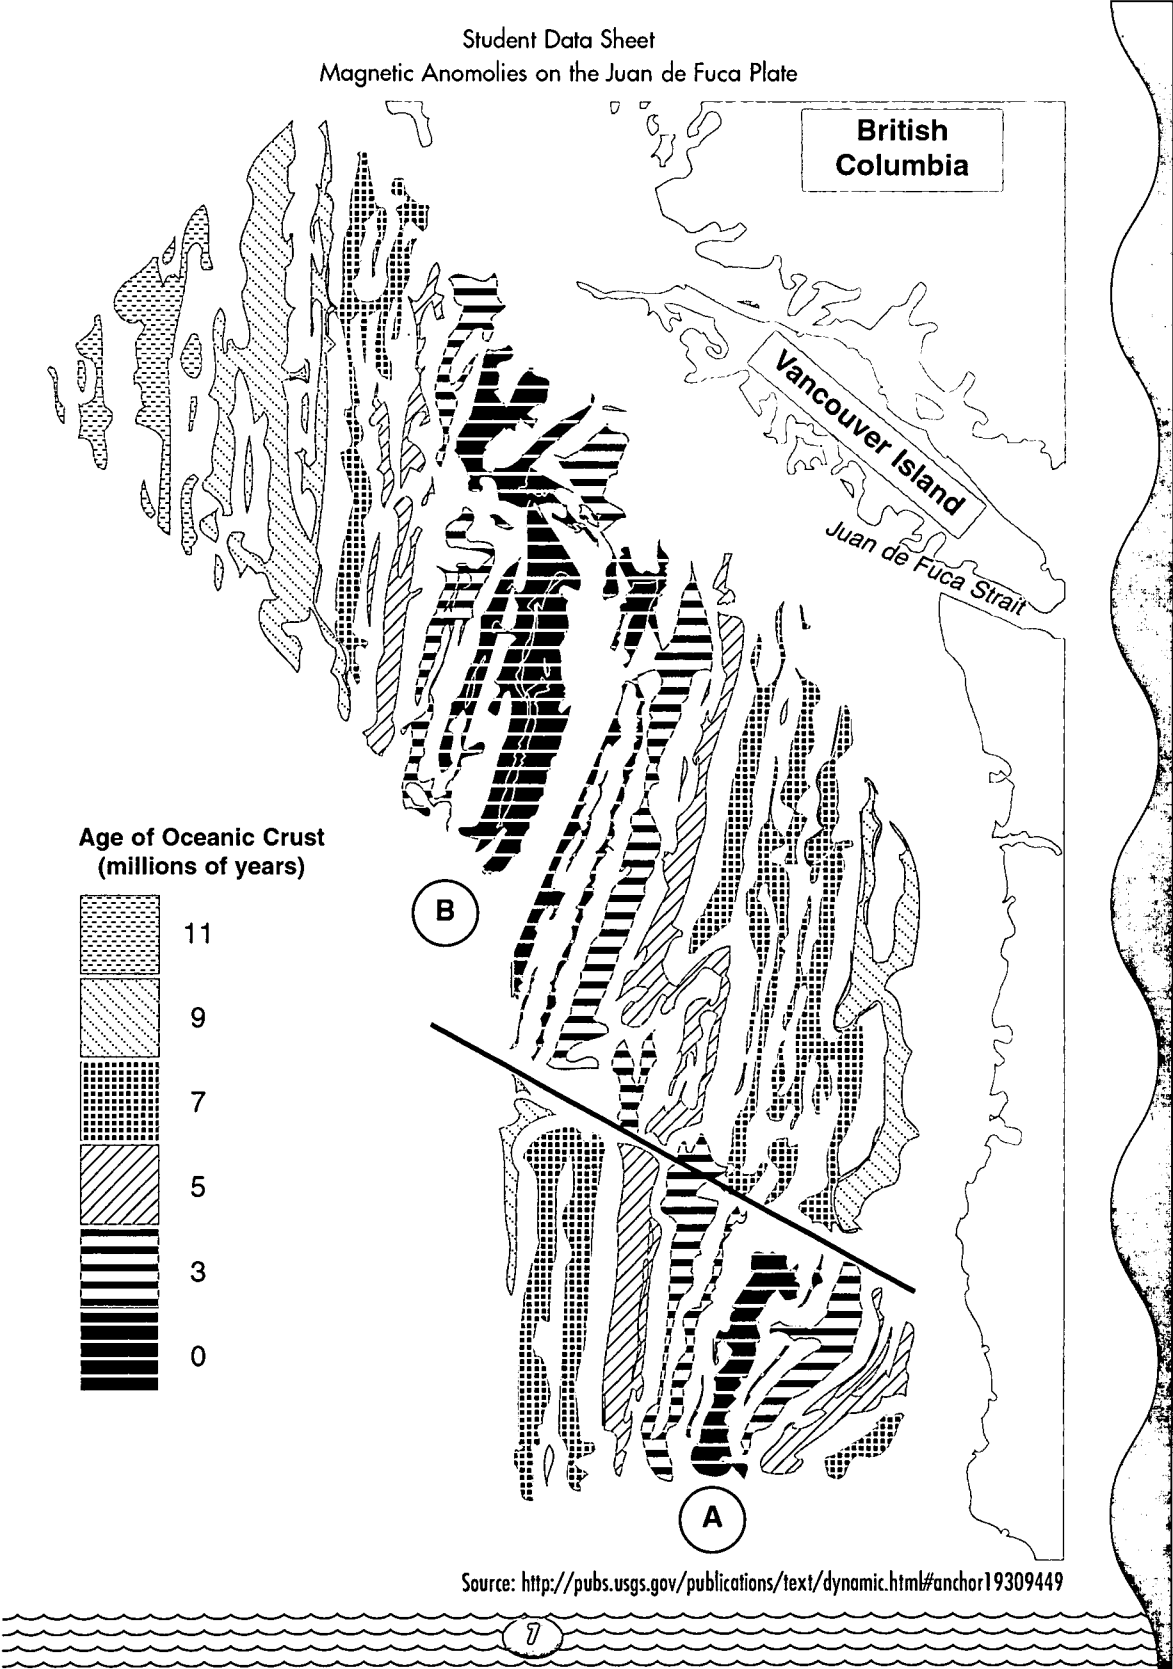 Student Data Sheet
Magnetic Anomolies on the Juan de Fuca Plate
British
Columbia
Vancouver Island
Juan de Fuca Strait
Age of Oceanic Crust
(millions of years)
11
9
7
5
3
0
B
A
Source: http://pubs.usgs.gov/publications/text/dynamic.html#anchor19309449
7